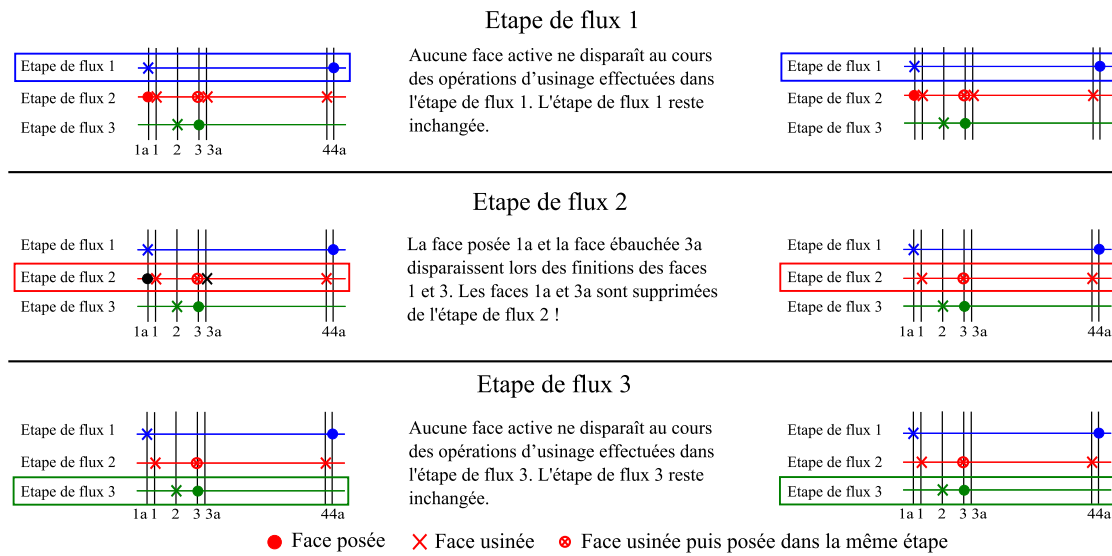 Etape de flux 1
Etape de flux 1
Etape de flux 2
Etape de flux 3
1a 1 2 3 3a 44a
Aucune face active ne disparaît au cours
des opérations d’usinage effectuées dans
l'étape de flux 1. L'étape de flux 1 reste
inchangée.
Etape de flux 1
Etape de flux 2
Etape de flux 3
Etape de flux 2
Etape de flux 1
Etape de flux 2
Etape de flux 3
1a 1 2 3 3a 44a
La face posée 1a et la face ébauchée 3a
disparaissent lors des finitions des faces
1 et 3. Les faces 1a et 3a sont supprimées
de l'étape de flux 2 !
Etape de flux 1
Etape de flux 2
Etape de flux 3
1a 1 2 3 3a 44a
Etape de flux 3
Etape de flux 1
Etape de flux 2
Etape de flux 3
1a 1 2 3 3a 44a
Aucune face active ne disparaît au cours
des opérations d’usinage effectuées dans
l'étape de flux 3. L'étape de flux 3 reste
inchangée.
Etape de flux 1
Etape de flux 2
Etape de flux 3
1a 1 2 3 3a 44a
Face posée
Face usinée
Face usinée puis posée dans la même étape